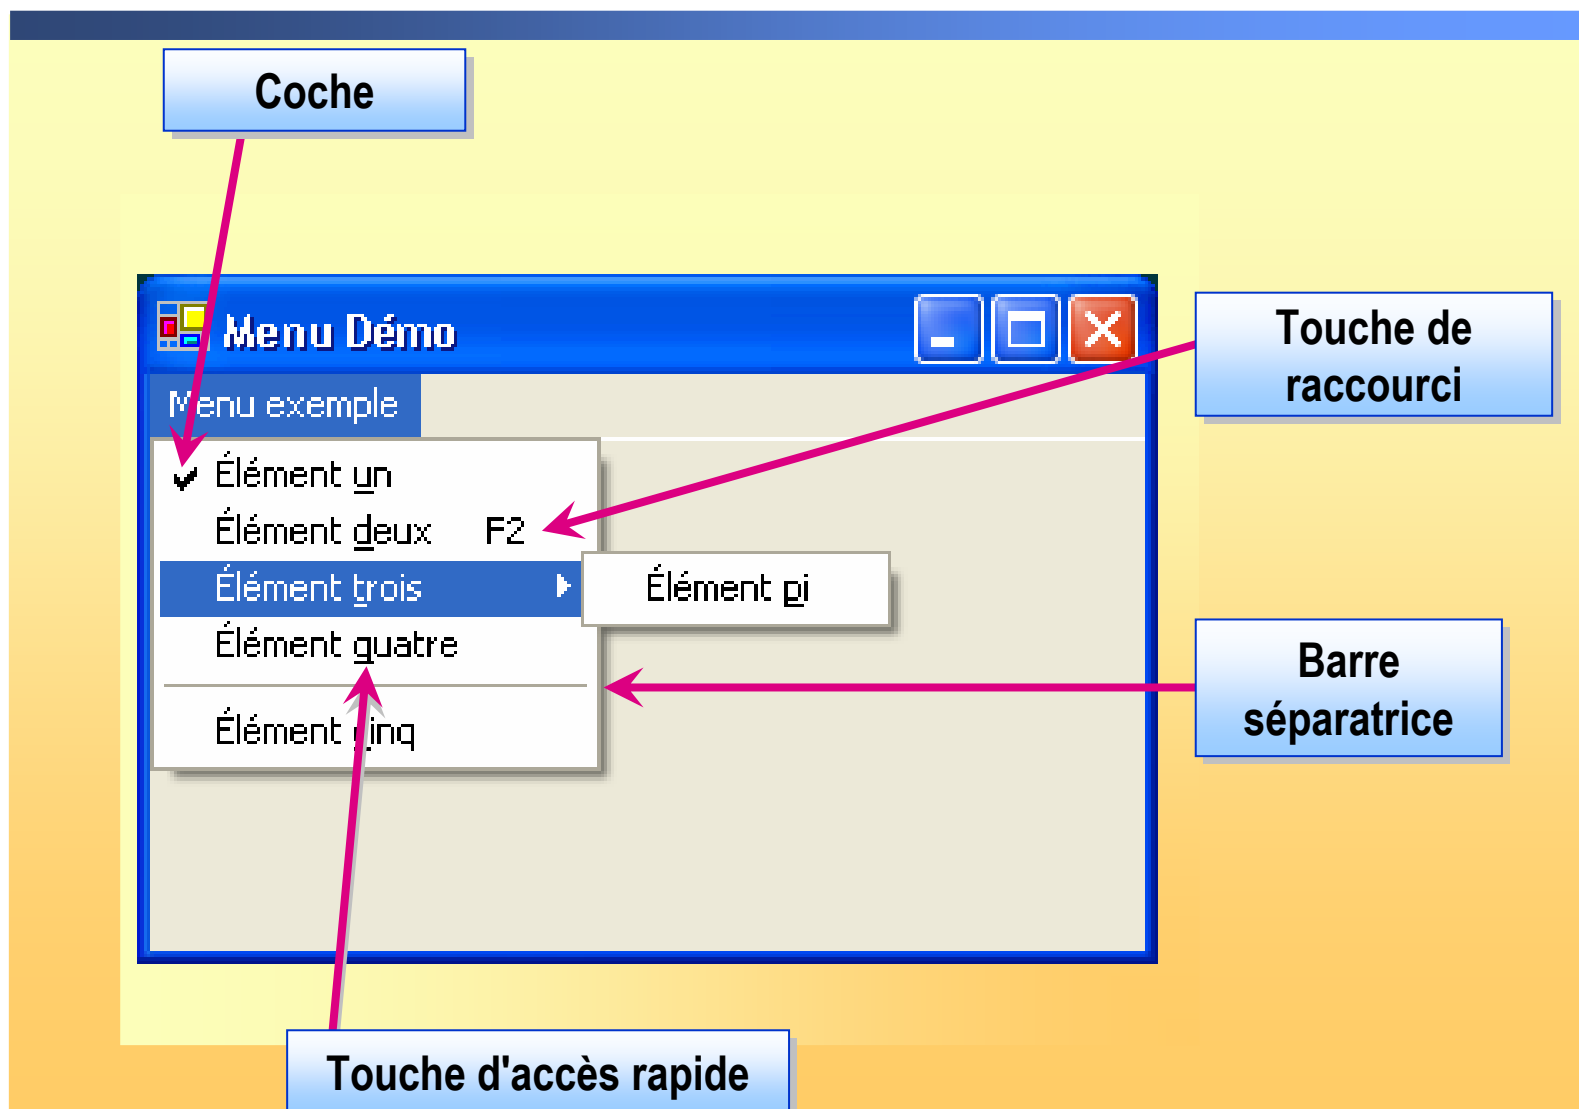 Coche
Menu Démo
Touche de
raccourci
Menu exemple
Élément un
Élément deux F2
Élément trois
Élément pi
Élément quatre
Barre
séparatrice
Élément cinq
Touche d'accès rapide